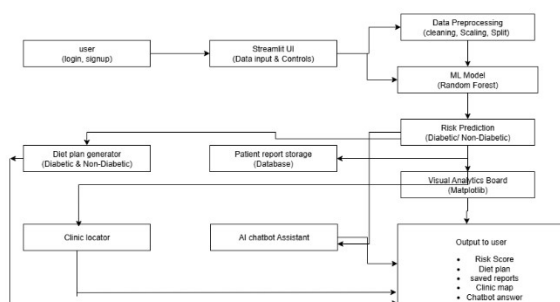 Data Preprocessing
(cleaning, Scaling, Split)
user
(login, signup)
Streamlit UI
(Data input & Controls)
ML Model
(Random Forest)
Risk Prediction
(Diabetic/ Non-Diabetic)
Diet plan generator
(Diabetic & Non-Diabetic)
Patient report storage
(Database)
Visual Analytics Board
(Matplotlib)
Clinic locator
AI chatbot Assistant
Output to user
• Risk Score
• Diet plan
• saved reports
• Clinic map
• Chatbot answer